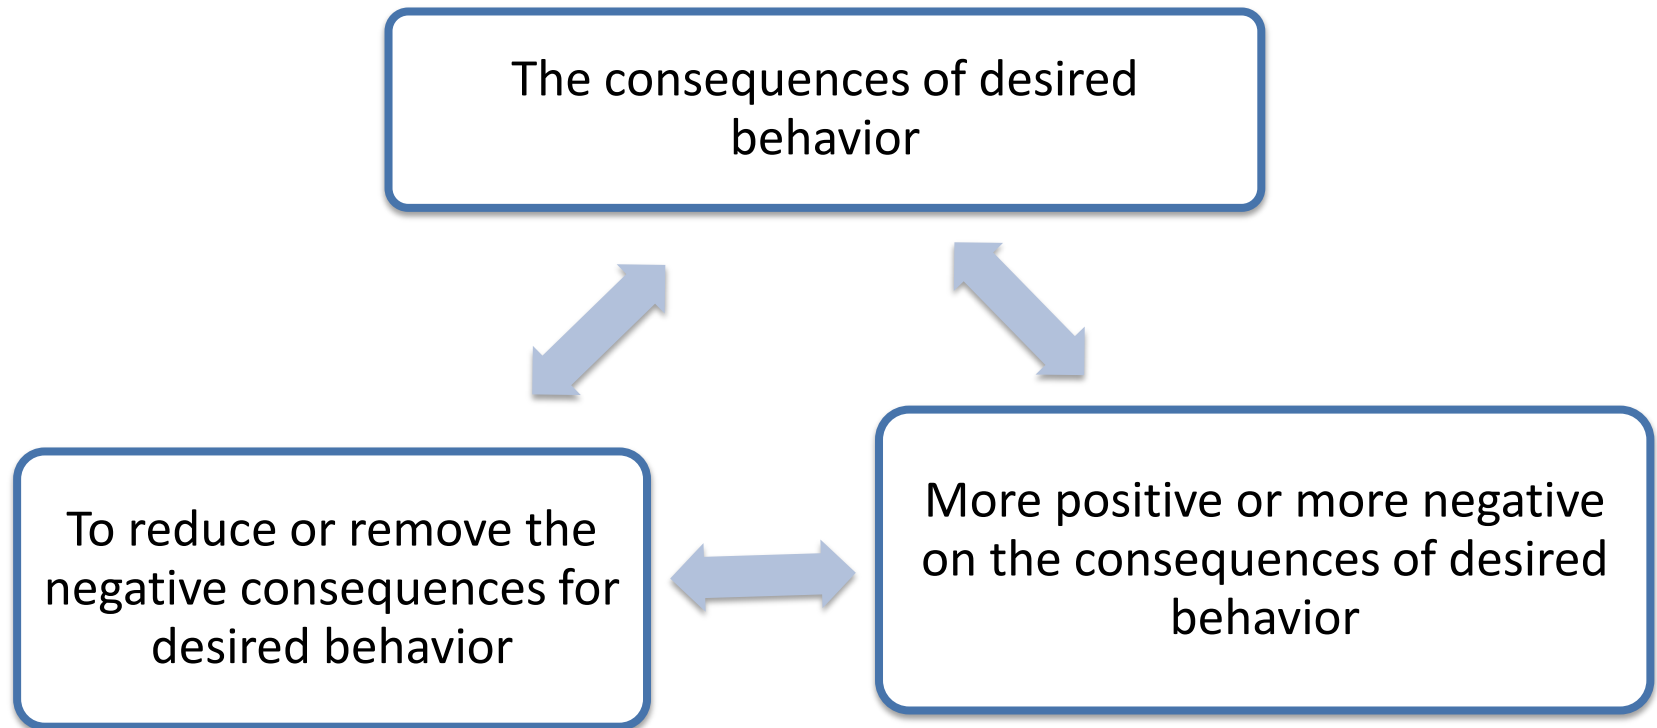 The consequences of desired
behavior
To reduce or remove the
negative consequences for
desired behavior
More positive or more negative
on the consequences of desired
behavior